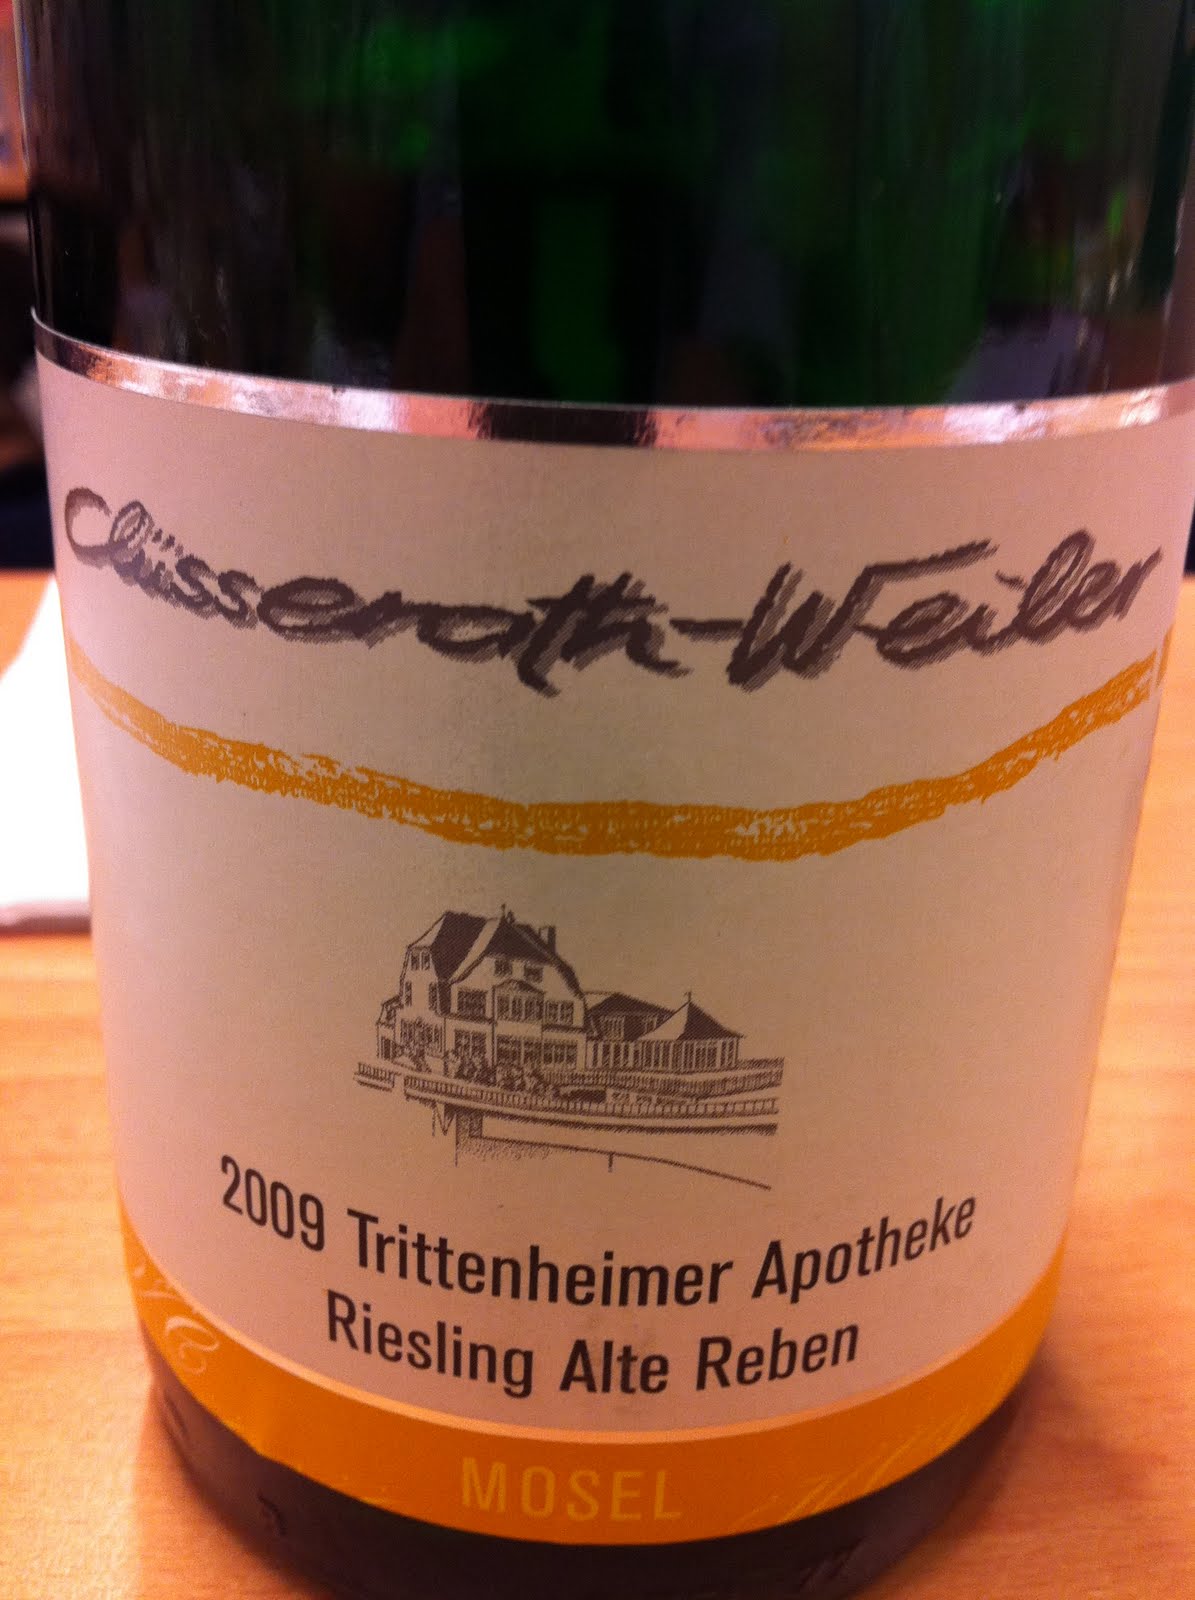 Clüsserath-Weiler
2009 Trittenheimer Apotheke
Riesling Alte Reben
MOSEL